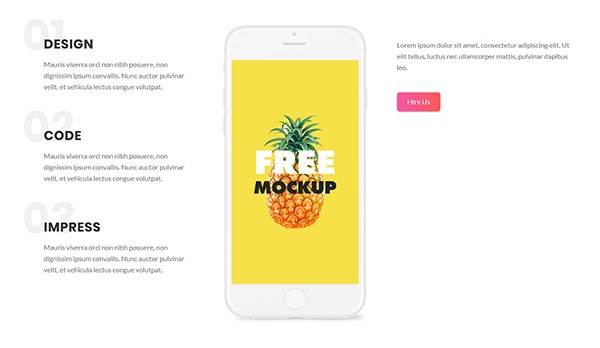 01
DESIGN
Mauris viverra orci non nibh posuere, non
dignissim ipsum convallis. Nunc auctor pulvinar
velit, et vehicula lectus congue volutpat.
02
CODE
Mauris viverra orci non nibh posuere, non
dignissim ipsum convallis. Nunc auctor pulvinar
velit, et vehicula lectus congue volutpat.
03
IMPRESS
Mauris viverra orci non nibh posuere, non
dignissim ipsum convallis. Nunc auctor pulvinar
velit, et vehicula lectus congue volutpat.
FREE
MOCKUP
Lorem ipsum dolor sit amet, consectetur adipiscing elit. Ut
elit tellus, luctus nec ullamcorper mattis, pulvinar dapibus
leo.
Hire Us